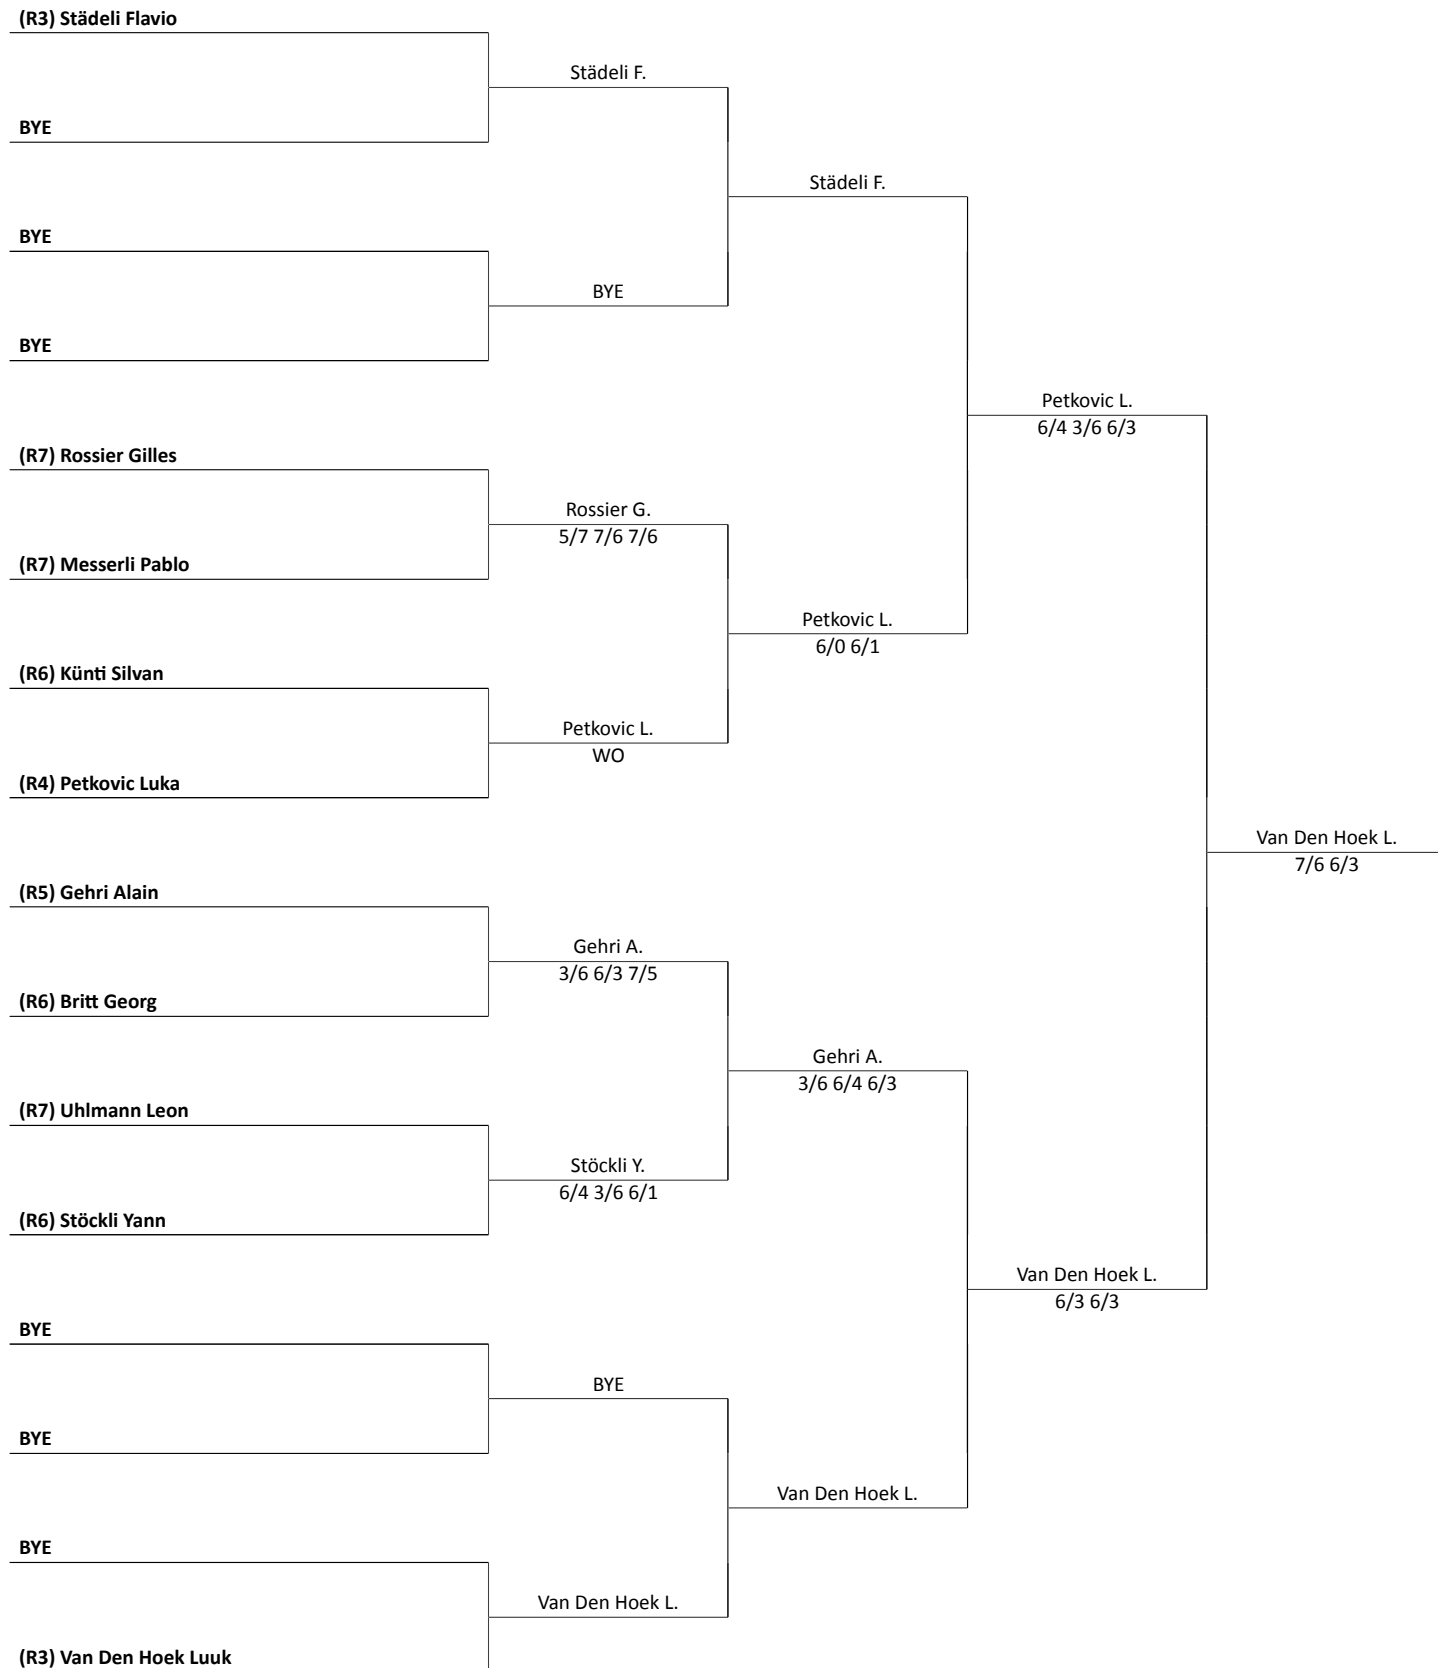 (R3) Städeli Flavio
Städeli F.
BYE
Städeli F.
BYE
BYE
BYE
Petkovic L.
6/4 3/6 6/3
(R7) Rossier Gilles
Rossier G.
5/7 7/6 7/6
(R7) Messerli Pablo
Petkovic L.
6/0 6/1
(R6) Künti Silvan
Petkovic L.
WO
(R4) Petkovic Luka
Van Den Hoek L.
7/6 6/3
(R5) Gehri Alain
Gehri A.
3/6 6/3 7/5
(R6) Britt Georg
Gehri A.
3/6 6/4 6/3
(R7) Uhlmann Leon
Stöckli Y.
6/4 3/6 6/1
(R6) Stöckli Yann
Van Den Hoek L.
6/3 6/3
BYE
BYE
BYE
Van Den Hoek L.
BYE
Van Den Hoek L.
(R3) Van Den Hoek Luuk